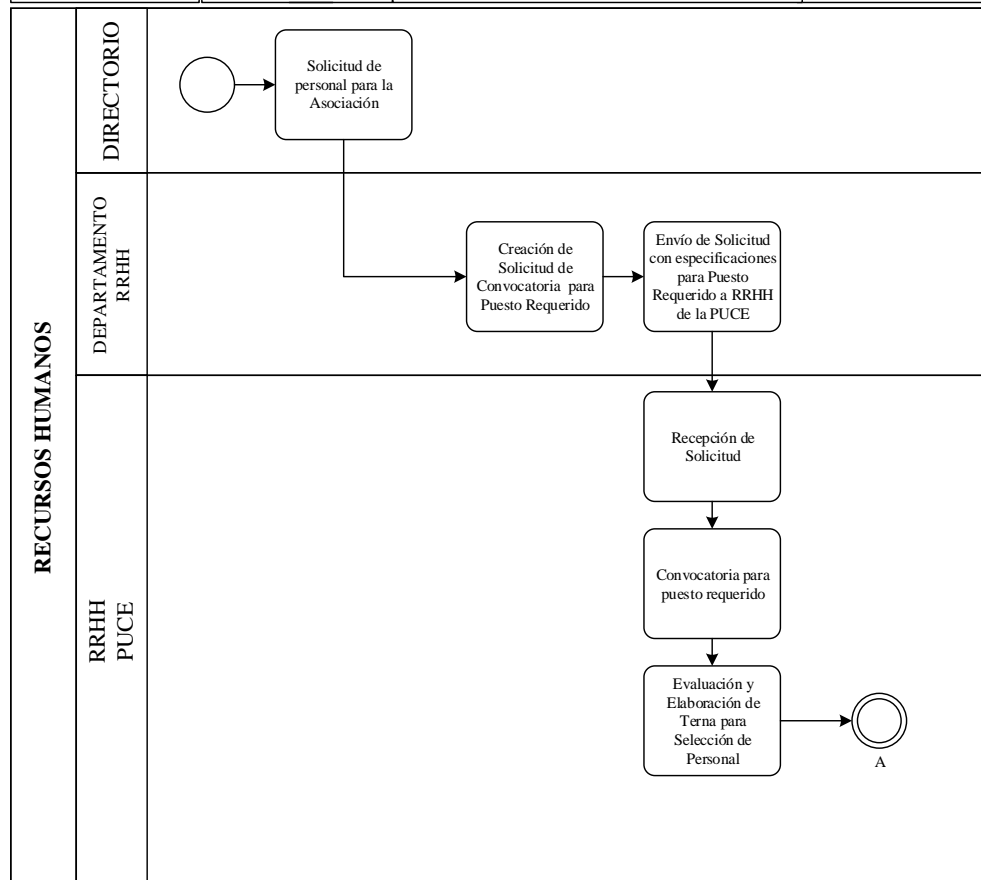 RECURSOS HUMANOS
DIRECTORIO
Solicitud de
personal para la
Asociación
DEPARTAMENTO
RRHH
Creación de
Solicitud de
Convocatoria para
Puesto Requerido
Envío de Solicitud
con especificaciones
para Puesto
Requerido a RRHH
de la PUCE
RRHH
PUCE
Recepción de
Solicitud
Convocatoria para
puesto requerido
Evaluación y
Elaboración de
Terna para
Selección de
Personal
A